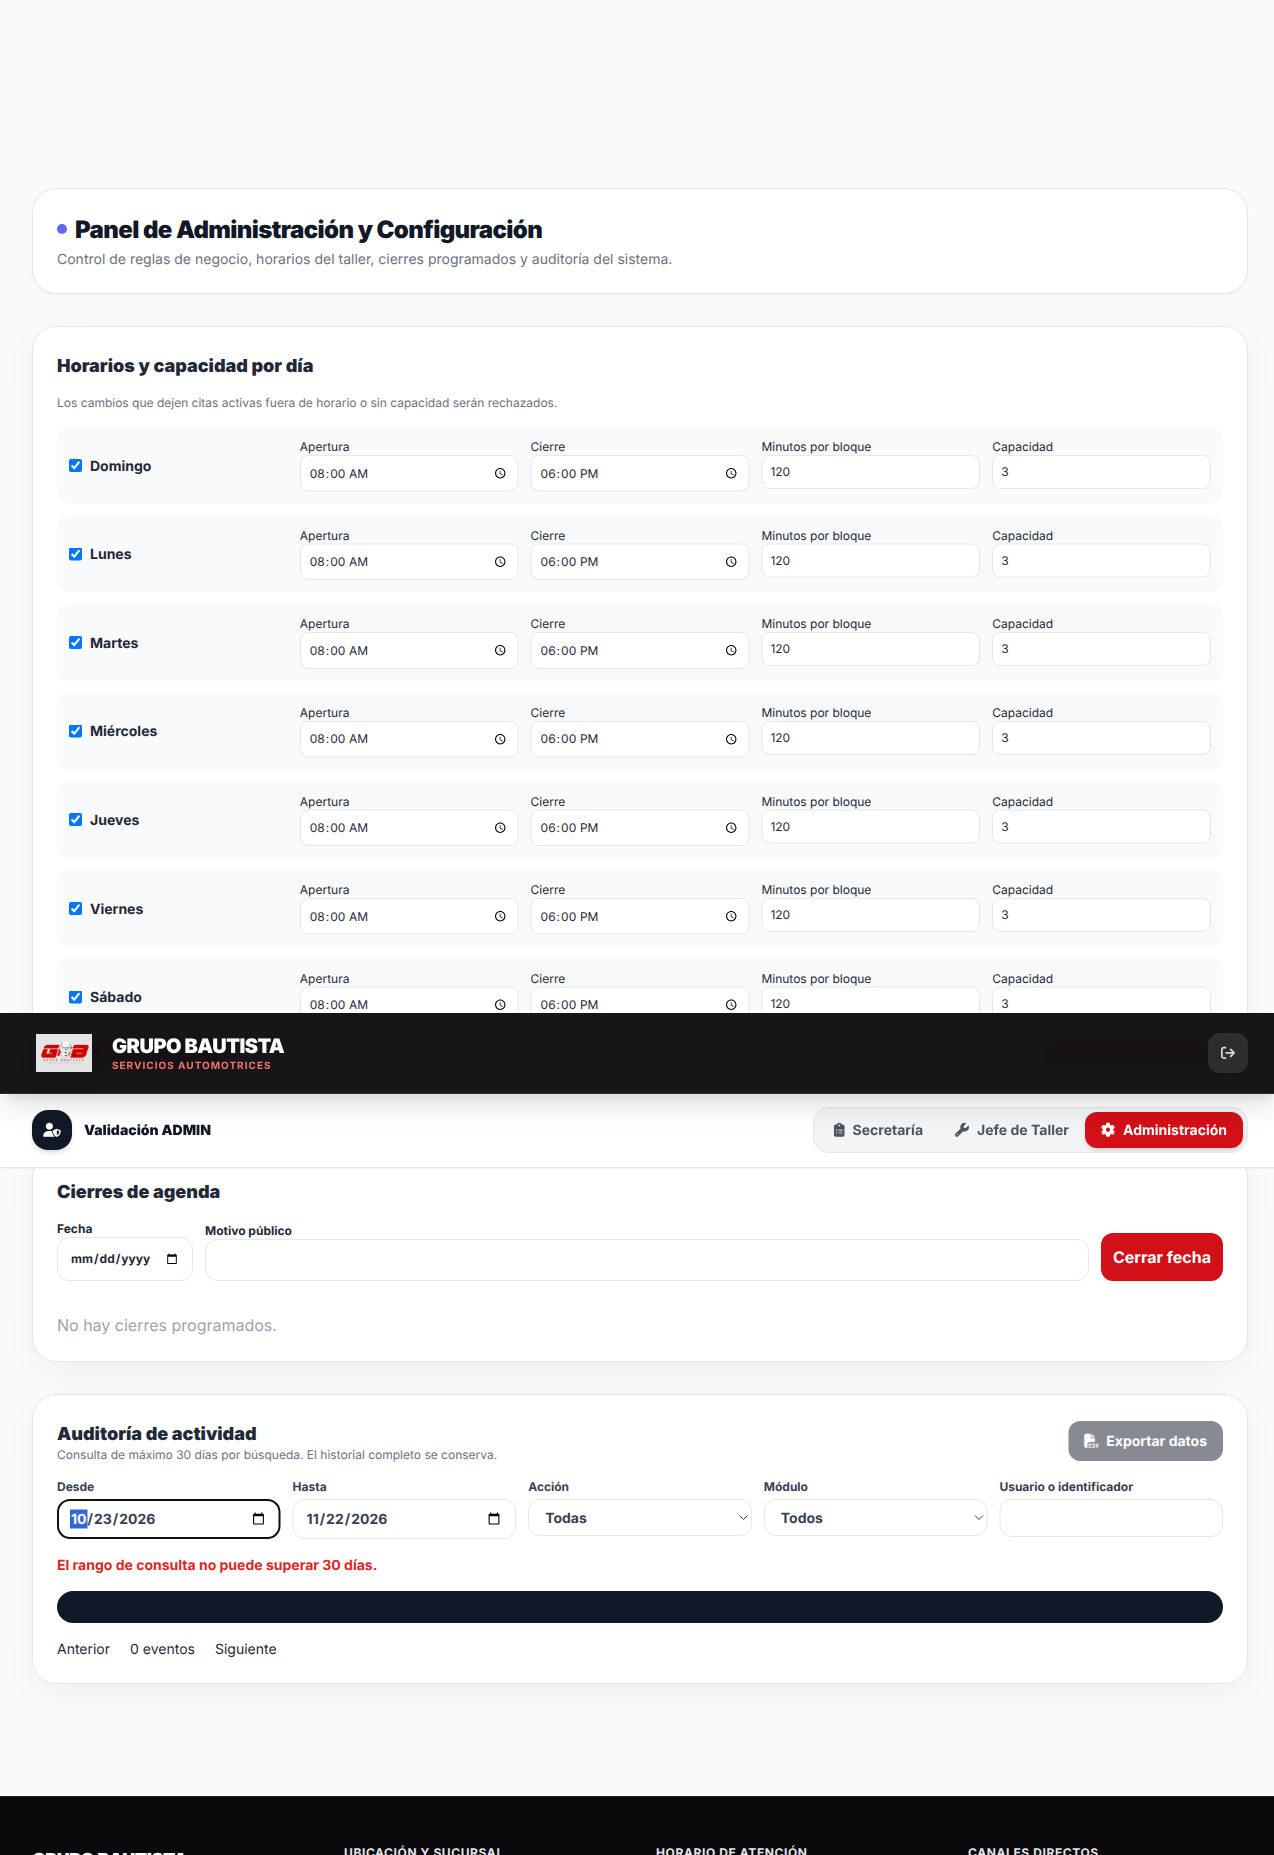 Panel de Administración y Configuración
Control de reglas de negocio, horarios del taller, cierres programados y auditoría del sistema.
Horarios y capacidad por día
Los cambios que dejen citas activas fuera de horario o sin capacidad serán rechazados.
Apertura Cierre Minutos por bloque Capacidad
Domingo 08:00 AM 06:00 PM 120 3
Apertura Cierre Minutos por bloque Capacidad
Lunes 08:00 AM 06:00 PM 120 3
Apertura Cierre Minutos por bloque Capacidad
Martes 08:00 AM 06:00 PM 120 3
Apertura Cierre Minutos por bloque Capacidad
Miércoles 08:00 AM 06:00 PM 120 3
Apertura Cierre Minutos por bloque Capacidad
Jueves 08:00 AM 06:00 PM 120 3
Apertura Cierre Minutos por bloque Capacidad
Viernes 08:00 AM 06:00 PM 120 3
Apertura Cierre Minutos por bloque Capacidad
Sábado 08:00 AM 06:00 PM 120 3
GRUPO BAUTISTA
SERVICIOS AUTOMOTRICES
Validación ADMIN Secretaría Jefe de Taller Administración
Cierres de agenda
Fecha Motivo público
mm/dd/yyyy Cerrar fecha
No hay cierres programados.
Auditoría de actividad
Exportar datos
Consulta de máximo 30 días por búsqueda. El historial completo se conserva.
Desde Hasta Acción Módulo Usuario o identificador
10/23/2026 11/22/2026 Todas Todos
El rango de consulta no puede superar 30 días.
Anterior 0 eventos Siguiente
GRUPO BAUTISTA UBICACIÓN Y SUCURSAL HORARIO DE ATENCIÓN CANALES DIRECTOS